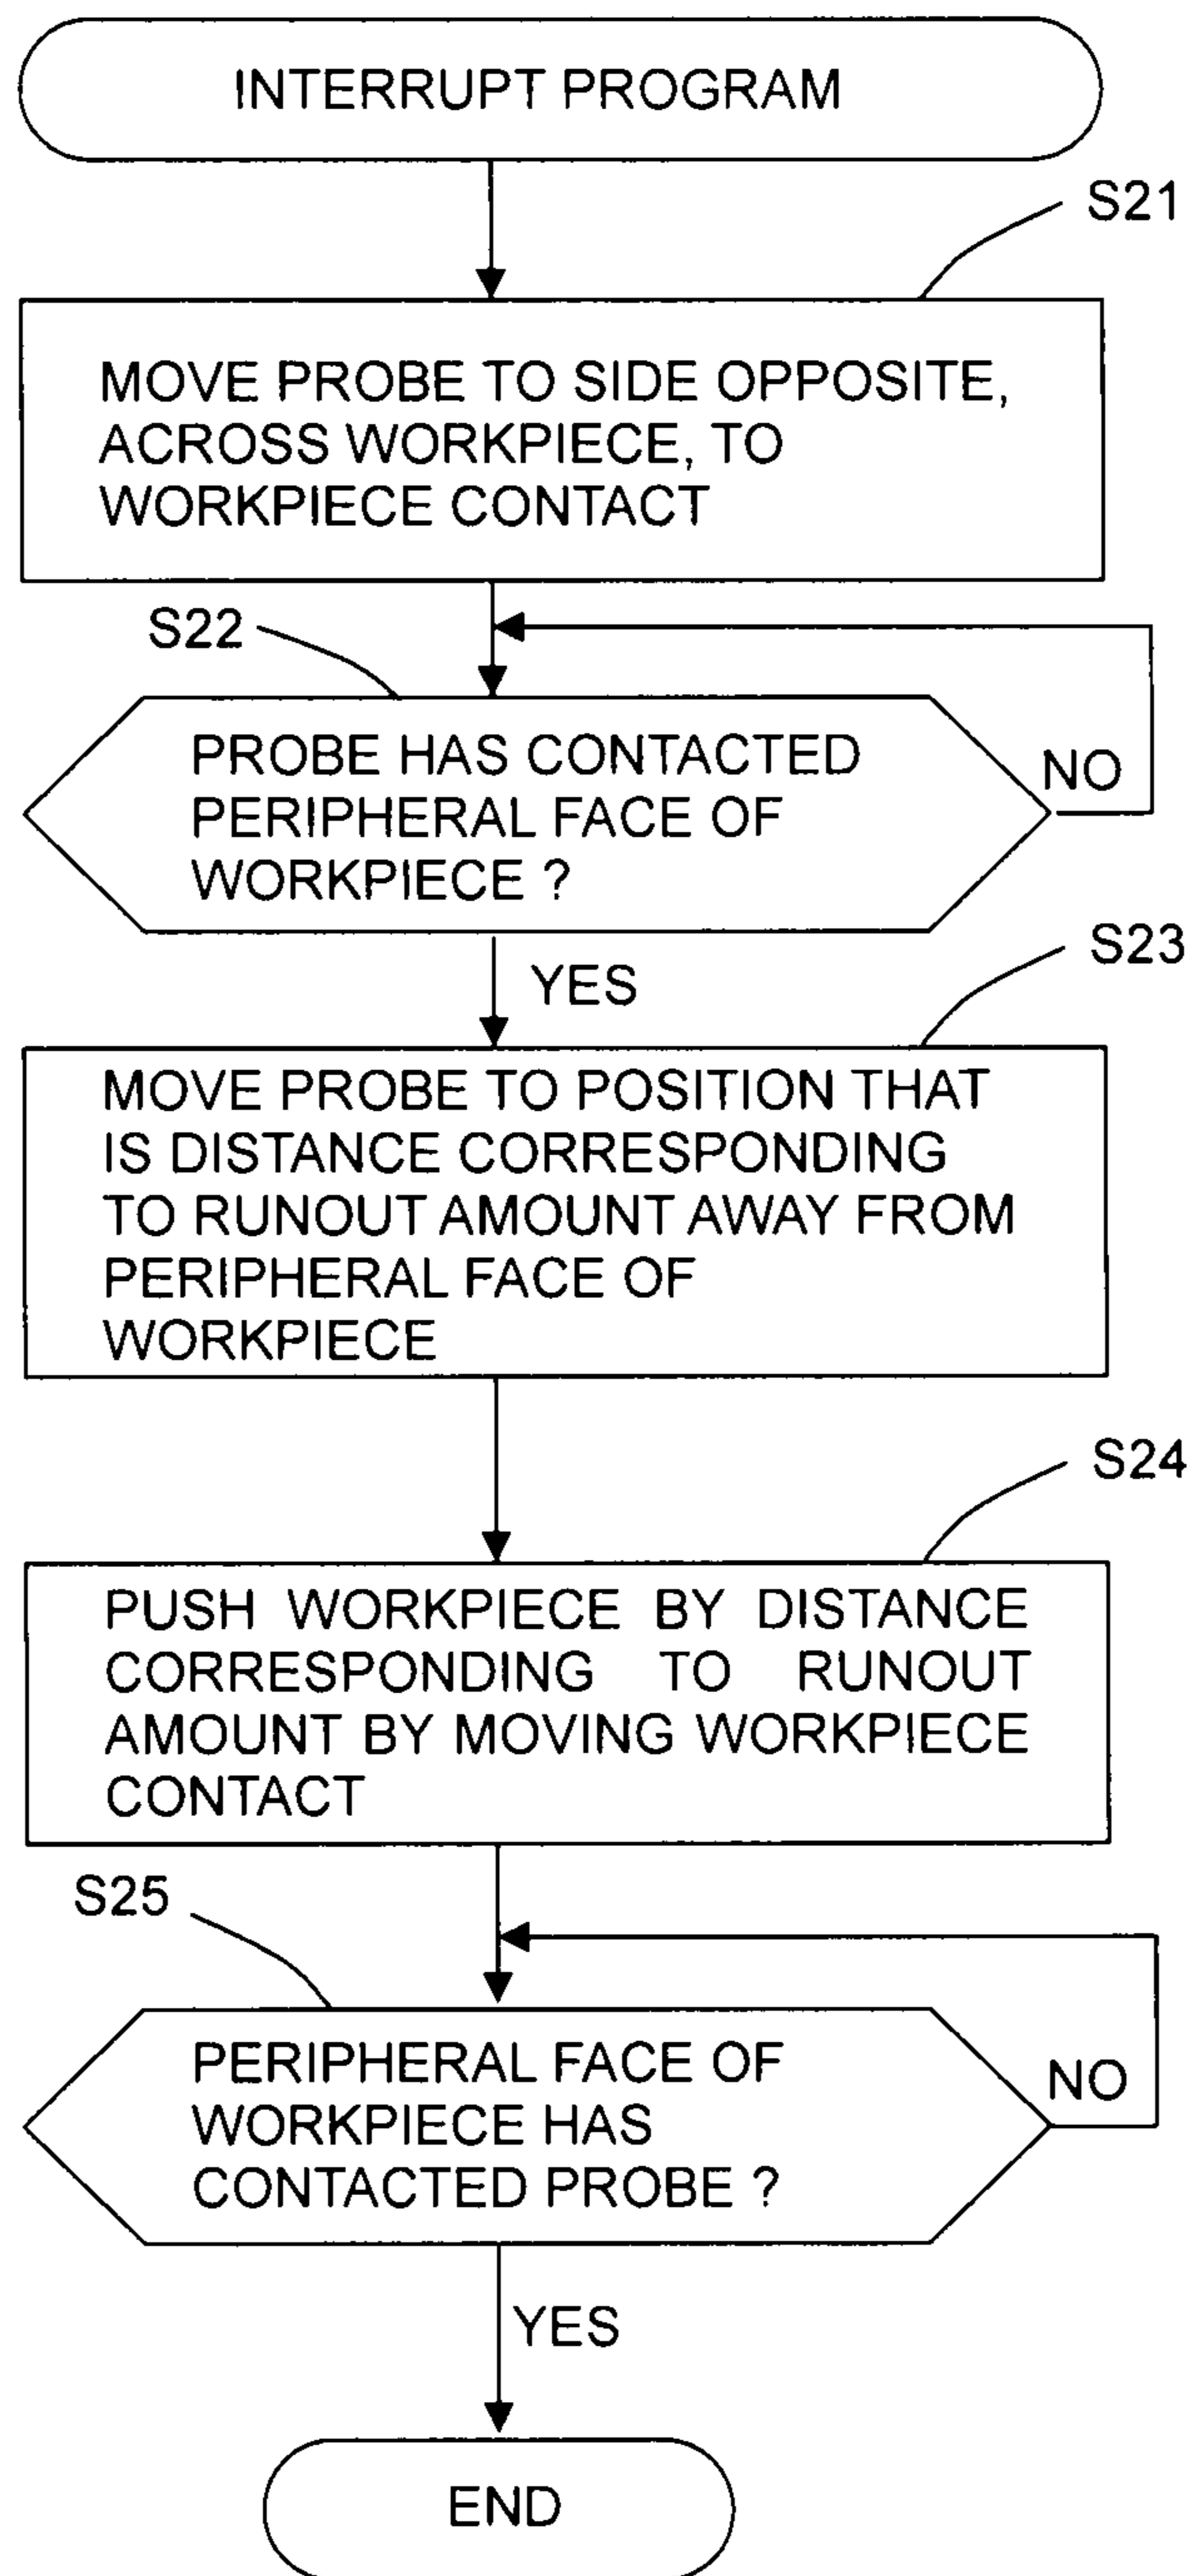 INTERRUPT PROGRAM
S21
MOVE PROBE TO SIDE OPPOSITE,
ACROSS WORKPIECE, TO
WORKPIECE CONTACT
S22
PROBE HAS CONTACTED
PERIPHERAL FACE OF
WORKPIECE ?
NO
YES
S23
MOVE PROBE TO POSITION THAT
IS DISTANCE CORRESPONDING
TO RUNOUT AMOUNT AWAY FROM
PERIPHERAL FACE OF
WORKPIECE
S24
PUSH WORKPIECE BY DISTANCE
CORRESPONDING TO RUNOUT
AMOUNT BY MOVING WORKPIECE
CONTACT
S25
PERIPHERAL FACE OF
WORKPIECE HAS
CONTACTED PROBE ?
NO
YES
END